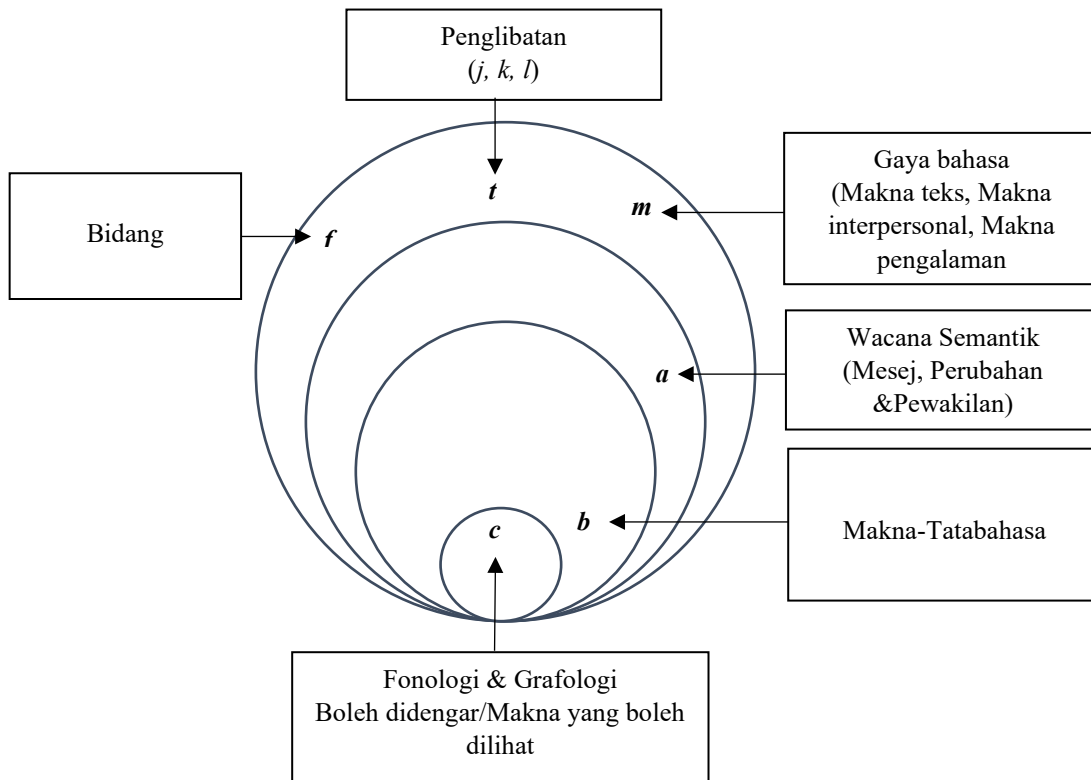 Penglibatan
(j, k, l)
Gaya bahasa
(Makna teks, Makna
interpersonal, Makna
pengalaman
Bidang
t
m
f
Wacana Semantik
(Mesej, Perubahan
&Pewakilan)
a
Makna-Tatabahasa
b
c
Fonologi & Grafologi
Boleh didengar/Makna yang boleh
dilihat